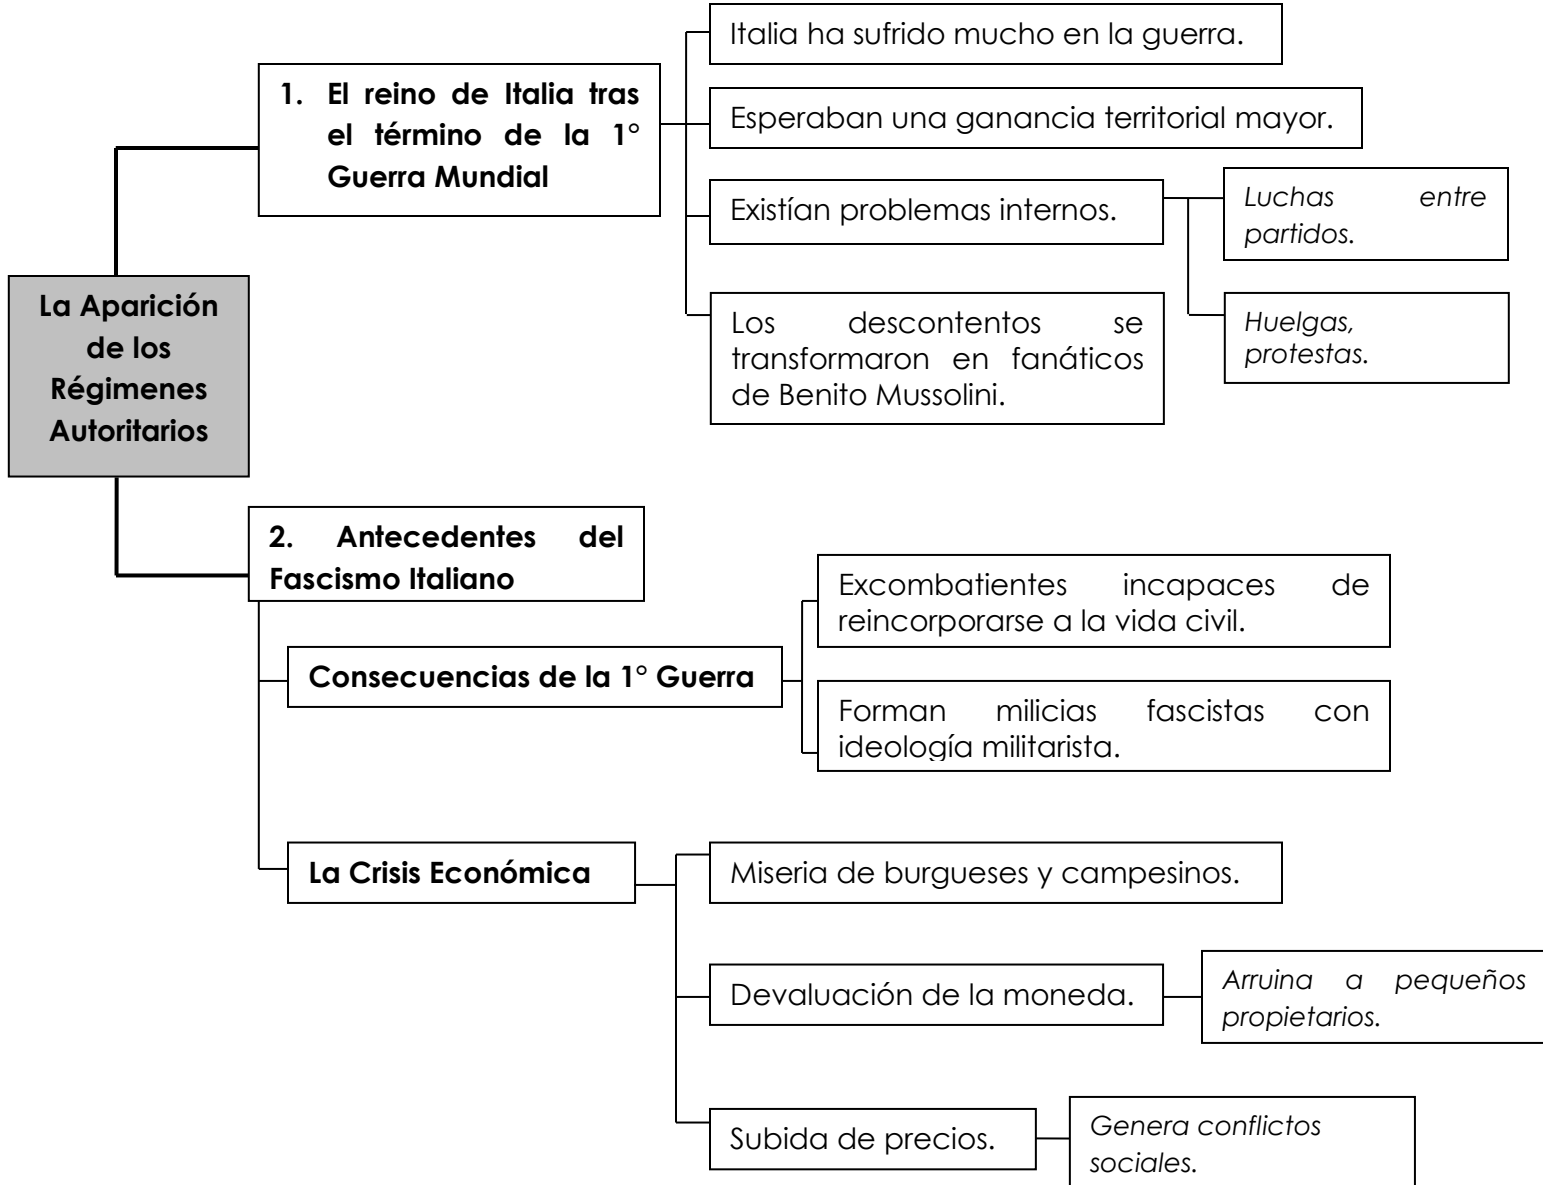 Italia ha sufrido mucho en la guerra.
1. El reino de Italia tras
el término de la 1°
Guerra Mundial
Esperaban una ganancia territorial mayor.
Existían problemas internos.
Luchas entre
partidos.
La Aparición
de los
Régimenes
Autoritarios
Los descontentos se
transformaron en fanáticos
de Benito Mussolini.
Huelgas,
protestas.
2. Antecedentes del
Fascismo Italiano
Excombatientes incapaces de
reincorporarse a la vida civil.
Consecuencias de la 1° Guerra
Forman milicias fascistas con
ideología militarista.
La Crisis Económica
Miseria de burgueses y campesinos.
Devaluación de la moneda.
Arruina a pequeños
propietarios.
Subida de precios.
Genera conflictos
sociales.